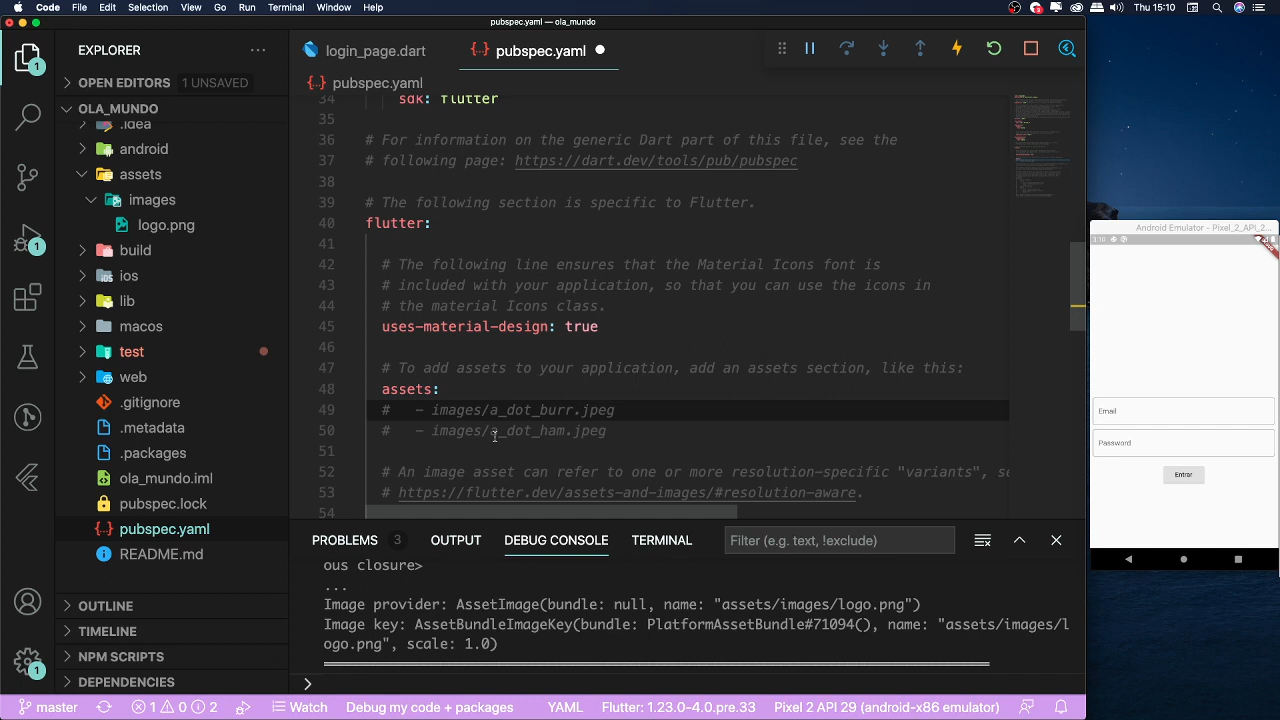 Code File Edit Selection View Go Run Terminal Window Help
3
Thu 15:10
pubspec.yaml — ola_mundo
EXPLORER
OPEN EDITORS 1 UNSAVED
OLA_MUNDO
.idea
android
assets
images
logo.png
build
ios
lib
macos
test
web
.gitignore
.metadata
.packages
ola_mundo.iml
pubspec.lock
pubspec.yaml
README.md
OUTLINE
TIMELINE
NPM SCRIPTS
DEPENDENCIES
1
1
1
login_page.dart
{..} pubspec.yaml
{..} pubspec.yaml
34 sdk: flutter
35
36 # For information on the generic Dart part of this file, see the
37 # following page: https://dart.dev/tools/pub/pubspec
38
39 # The following section is specific to Flutter.
40 flutter:
41
42 # The following line ensures that the Material Icons font is
43 # included with your application, so that you can use the icons in
44 # the material Icons class.
45 uses-material-design: true
46
47 # To add assets to your application, add an assets section, like this:
48 assets:
49 #   - images/a_dot_burr.jpeg
50 #   - images/a_dot_ham.jpeg
51
52 # An image asset can refer to one or more resolution-specific "variants", se
53 # https://flutter.dev/assets-and-images/#resolution-aware.
54
PROBLEMS 3 OUTPUT DEBUG CONSOLE TERMINAL Filter (e.g. text, !exclude)
ous closure>
...
Image provider: AssetImage(bundle: null, name: "assets/images/logo.png")
Image key: AssetBundleImageKey(bundle: PlatformAssetBundle#71094(), name: "assets/images/l
ogo.png", scale: 1.0)
master 1 0 2 Watch Debug my code + packages YAML Flutter: 1.23.0-4.0.pre.33 Pixel 2 API 29 (android-x86 emulator)
Android Emulator - Pixel_2_API_2...
3:10
Email
Password
Entrar